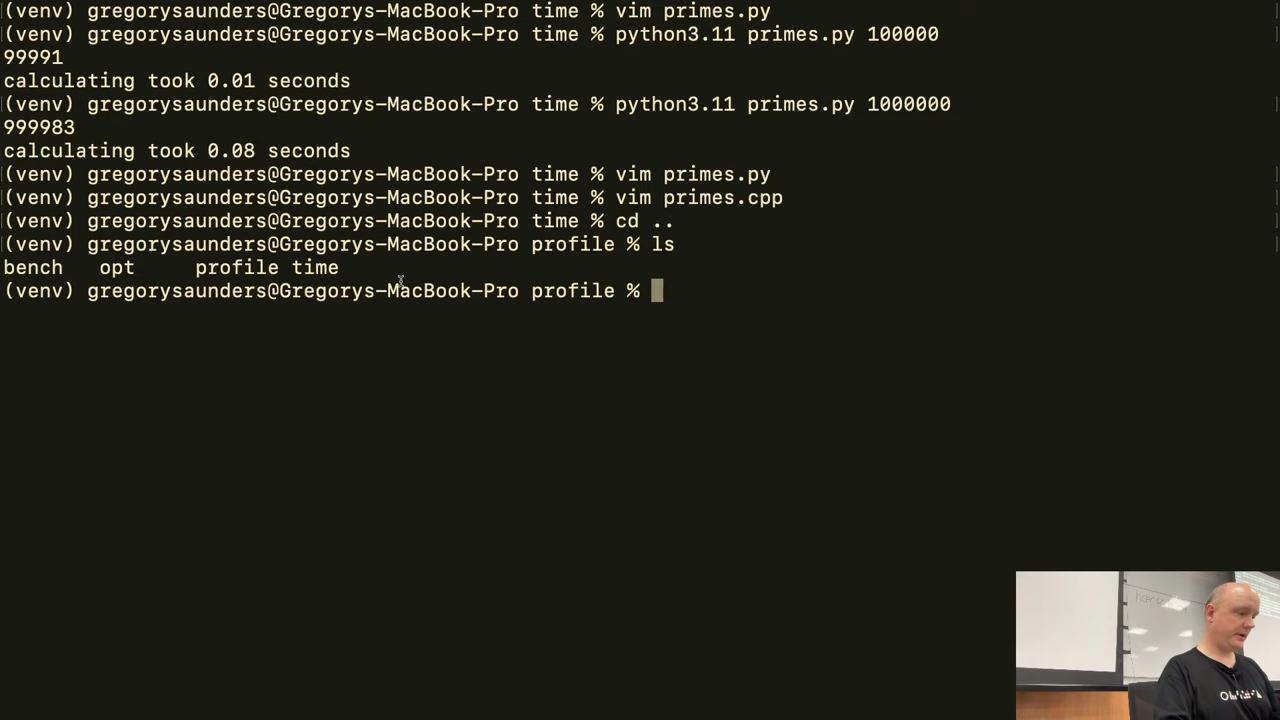 (venv) gregorysaunders@Gregorys-MacBook-Pro time % vim primes.py
(venv) gregorysaunders@Gregorys-MacBook-Pro time % python3.11 primes.py 100000
99991
calculating took 0.01 seconds
(venv) gregorysaunders@Gregorys-MacBook-Pro time % python3.11 primes.py 1000000
999983
calculating took 0.08 seconds
(venv) gregorysaunders@Gregorys-MacBook-Pro time % vim primes.py
(venv) gregorysaunders@Gregorys-MacBook-Pro time % vim primes.cpp
(venv) gregorysaunders@Gregorys-MacBook-Pro time % cd ..
(venv) gregorysaunders@Gregorys-MacBook-Pro profile % ls
bench opt profile time
(venv) gregorysaunders@Gregorys-MacBook-Pro profile %